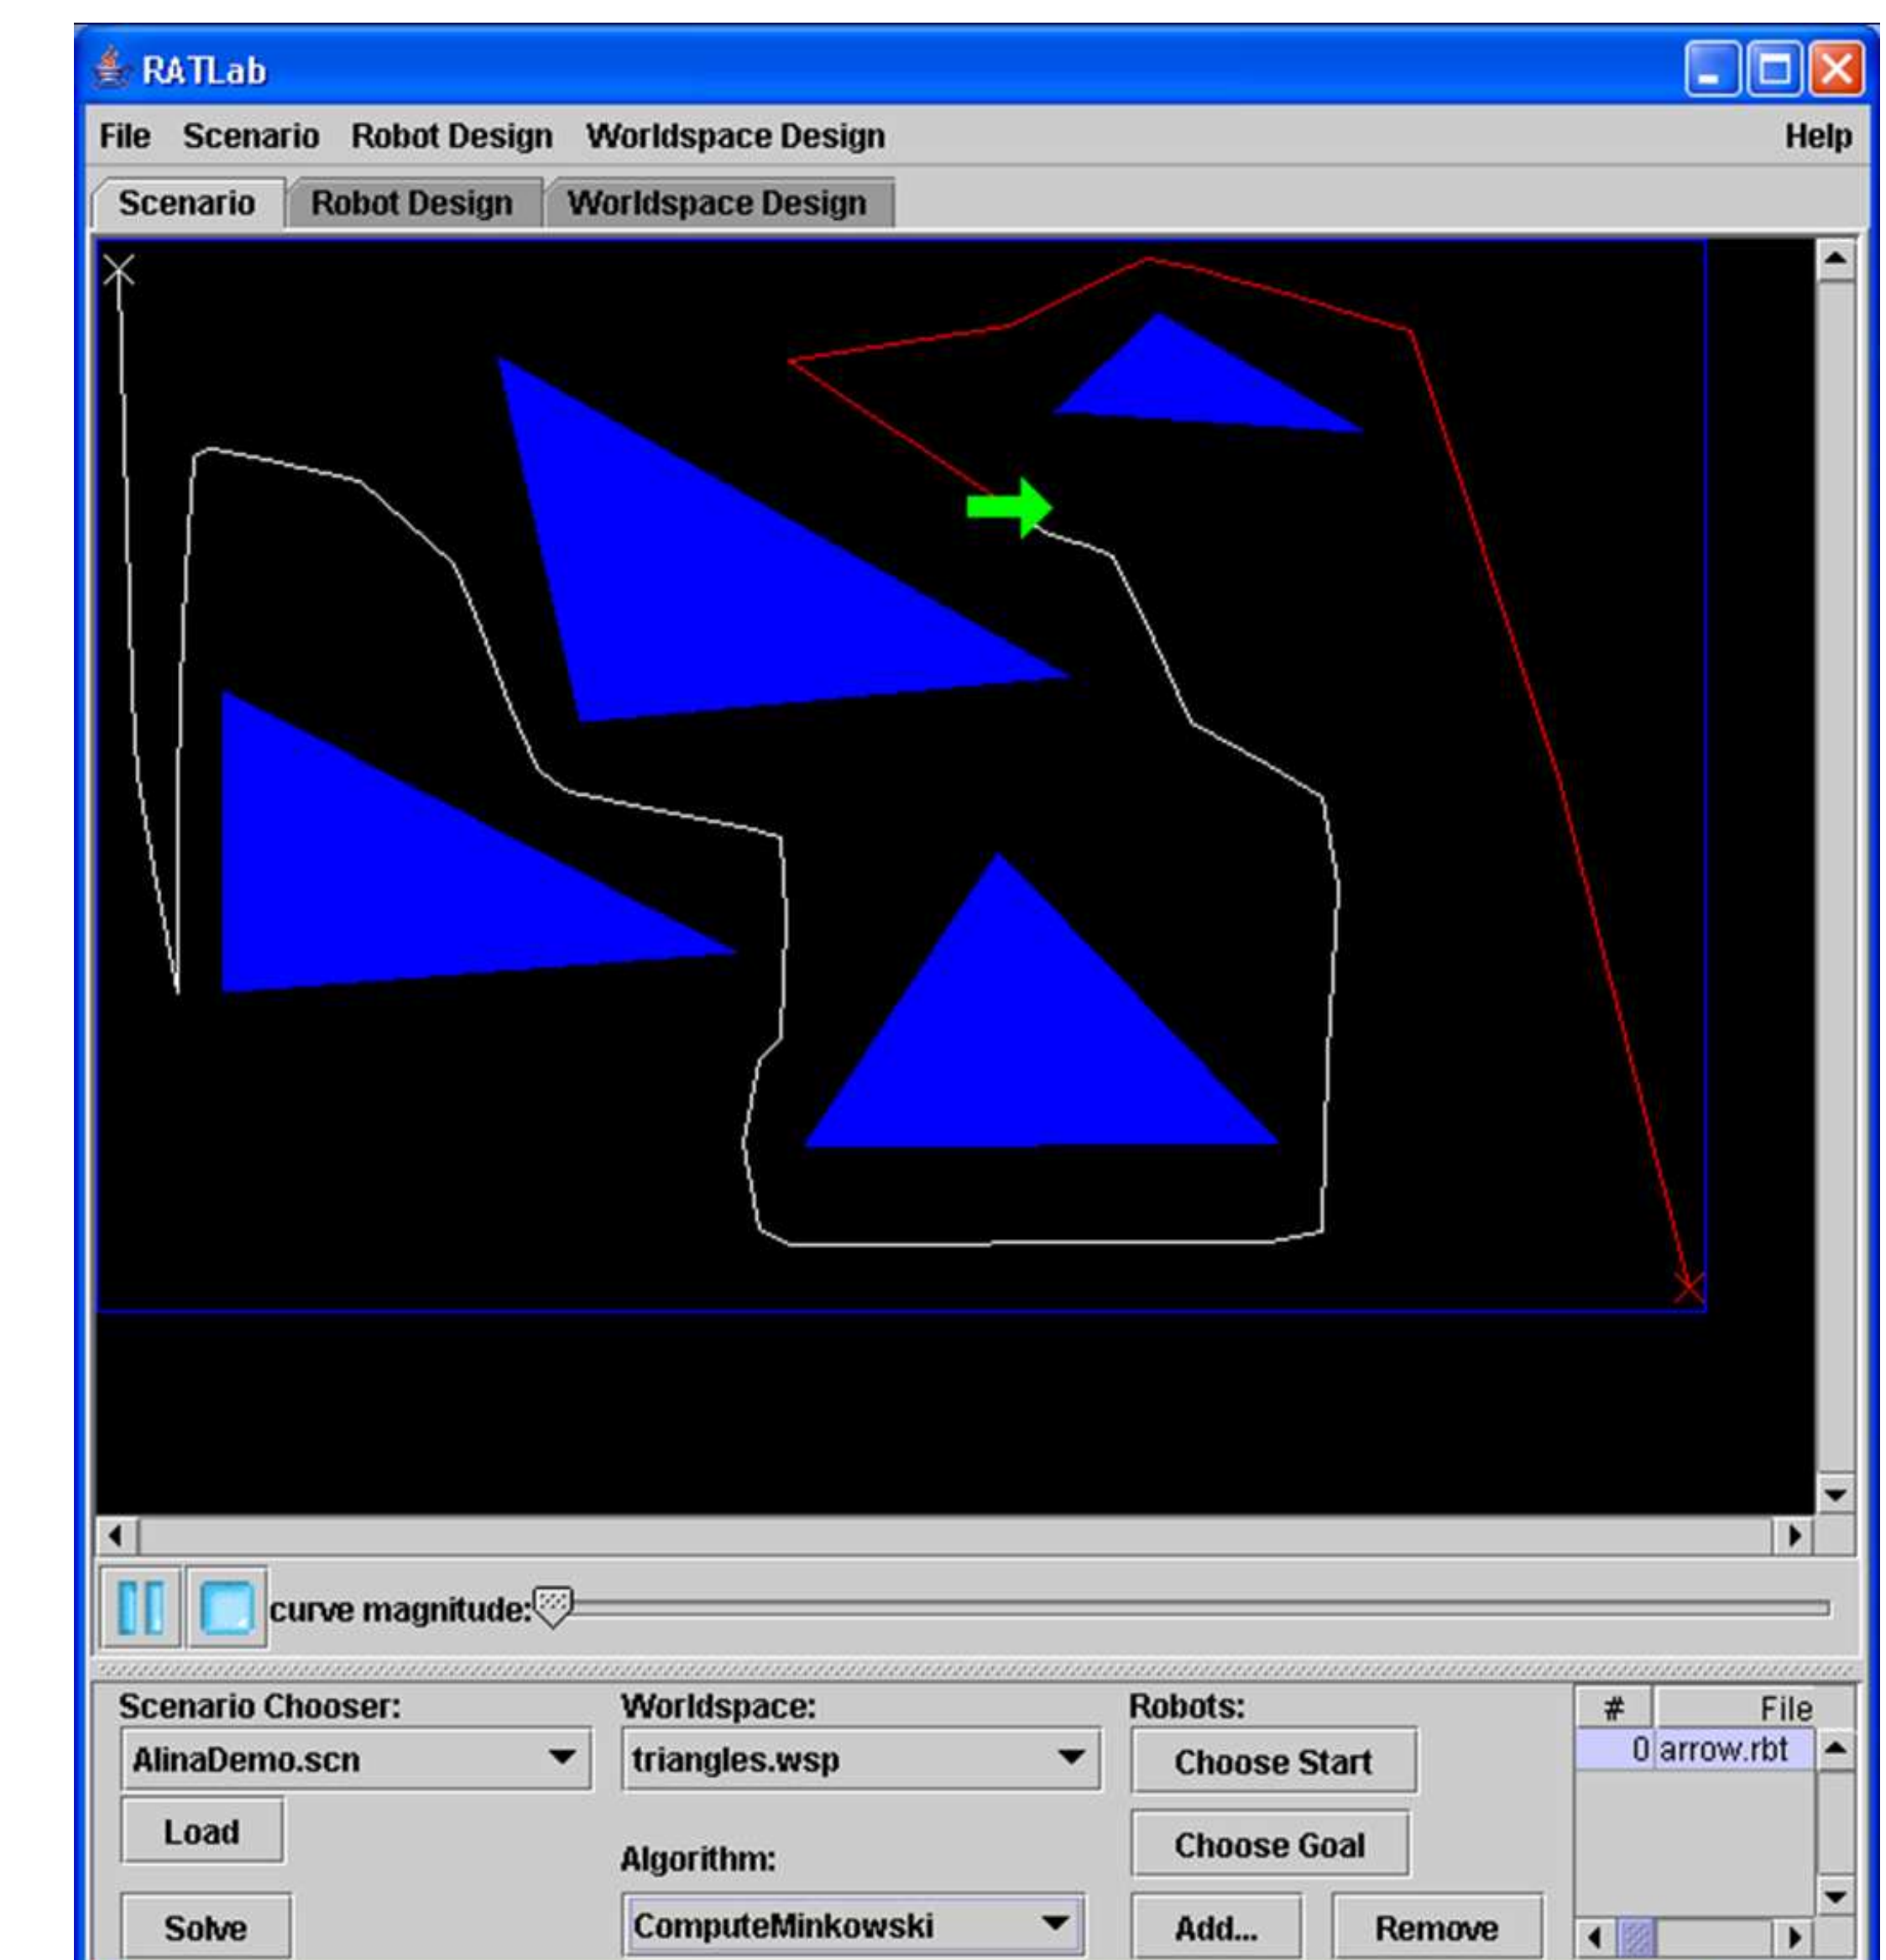 RATLab
File Scenario Robot Design Worldspace Design Help
Scenario Robot Design Worldspace Design
curve magnitude:
Scenario Chooser: Worldspace: Robots: # File
AlinaDemo.scn triangles.wsp Choose Start 0 arrow.rbt
Load Choose Goal
Algorithm:
Solve ComputeMinkowski Add... Remove